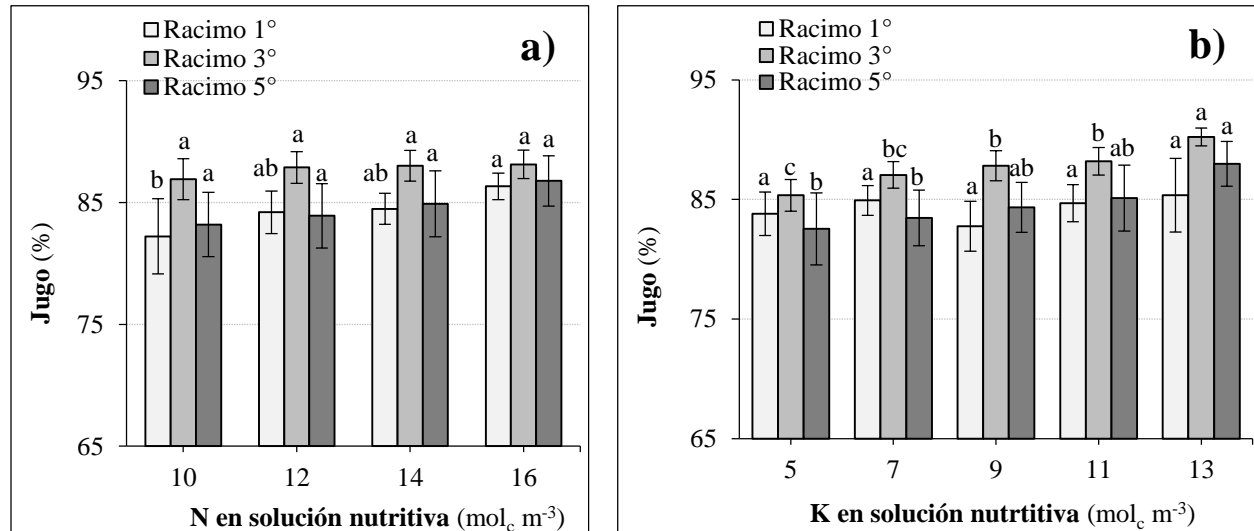 Racimo 1°
Racimo 3°
Racimo 5°
a)
95
85
75
65
Jugo (%)
b a a
ab a a
ab a a
a a a
10 12 14 16
N en solución nutritiva (molc m-3)
Racimo 1°
Racimo 3°
Racimo 5°
b)
95
85
75
65
Jugo (%)
a c b
a bc b
a b ab
a b ab
a a a
5 7 9 11 13
K en solución nutrtitiva (molc m-3)